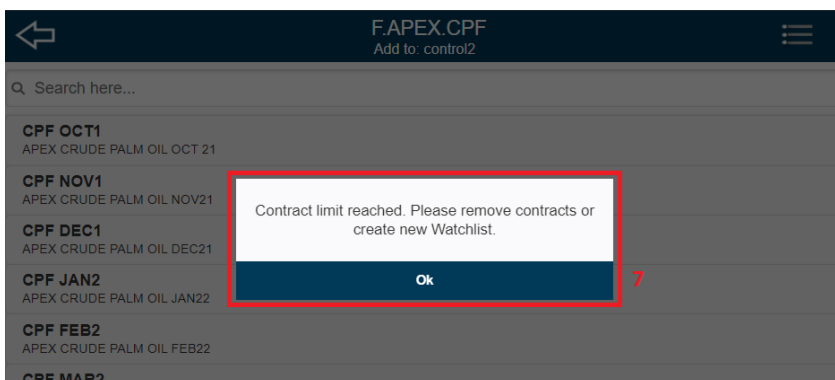 F.APEX.CPF
Add to: control2
Search here...
CPF OCT1
APEX CRUDE PALM OIL OCT 21
CPF NOV1
APEX CRUDE PALM OIL NOV21
CPF DEC1
APEX CRUDE PALM OIL DEC21
CPF JAN2
APEX CRUDE PALM OIL JAN22
CPF FEB2
APEX CRUDE PALM OIL FEB22
CPF MAR2
Contract limit reached. Please remove contracts or
create new Watchlist.
Ok
7